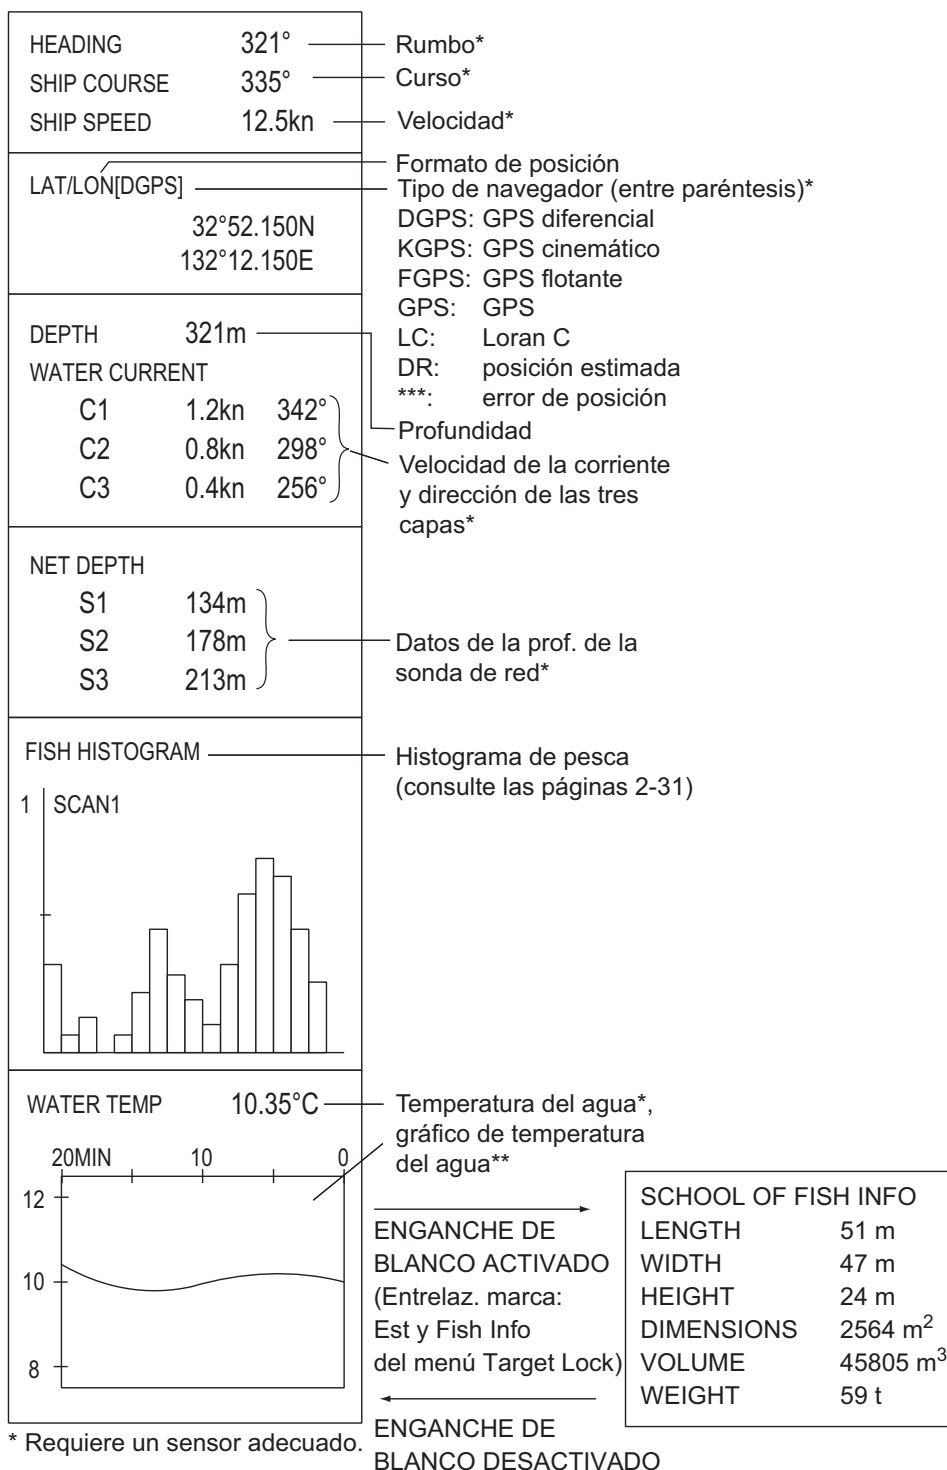 HEADING 321° Rumbo*
SHIP COURSE 335° Curso*
SHIP SPEED 12.5kn Velocidad*
Formato de posición
LAT/LON[DGPS] Tipo de navegador (entre paréntesis)*
32°52.150N
132°12.150E
DGPS: GPS diferencial
KGPS: GPS cinemático
FGPS: GPS flotante
GPS: GPS
LC: Loran C
DR: posición estimada
***: error de posición
DEPTH 321m
Profundidad
WATER CURRENT
C1 1.2kn 342°
C2 0.8kn 298°
C3 0.4kn 256°
Velocidad de la corriente
y dirección de las tres
capas*
NET DEPTH
S1 134m
S2 178m
S3 213m
Datos de la prof. de la
sonda de red*
FISH HISTOGRAM
Histograma de pesca
(consulte las páginas 2-31)
1 SCAN1
WATER TEMP 10.35°C
Temperatura del agua*,
gráfico de temperatura
del agua**
20MIN 10 0
12
10
8
ENGANCHE DE
BLANCO ACTIVADO
(Entrelaz. marca:
Est y Fish Info
del menú Target Lock)
ENGANCHE DE
BLANCO DESACTIVADO
SCHOOL OF FISH INFO
LENGTH 51 m
WIDTH 47 m
HEIGHT 24 m
DIMENSIONS 2564 m²
VOLUME 45805 m³
WEIGHT 59 t
* Requiere un sensor adecuado.